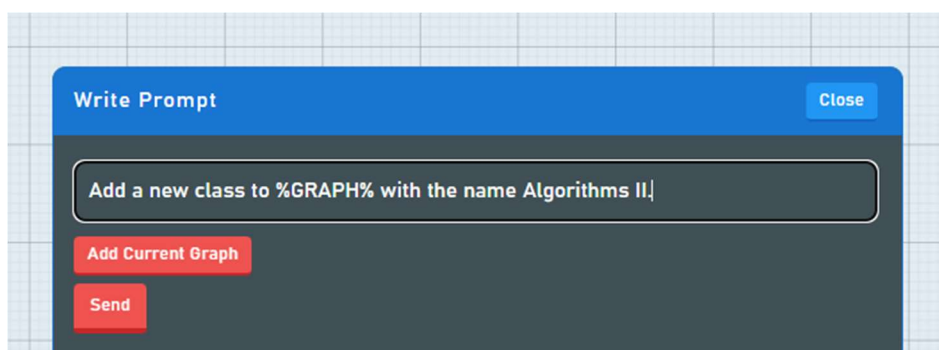 Write Prompt
Close
Add a new class to %GRAPH% with the name Algorithms II.
Add Current Graph
Send